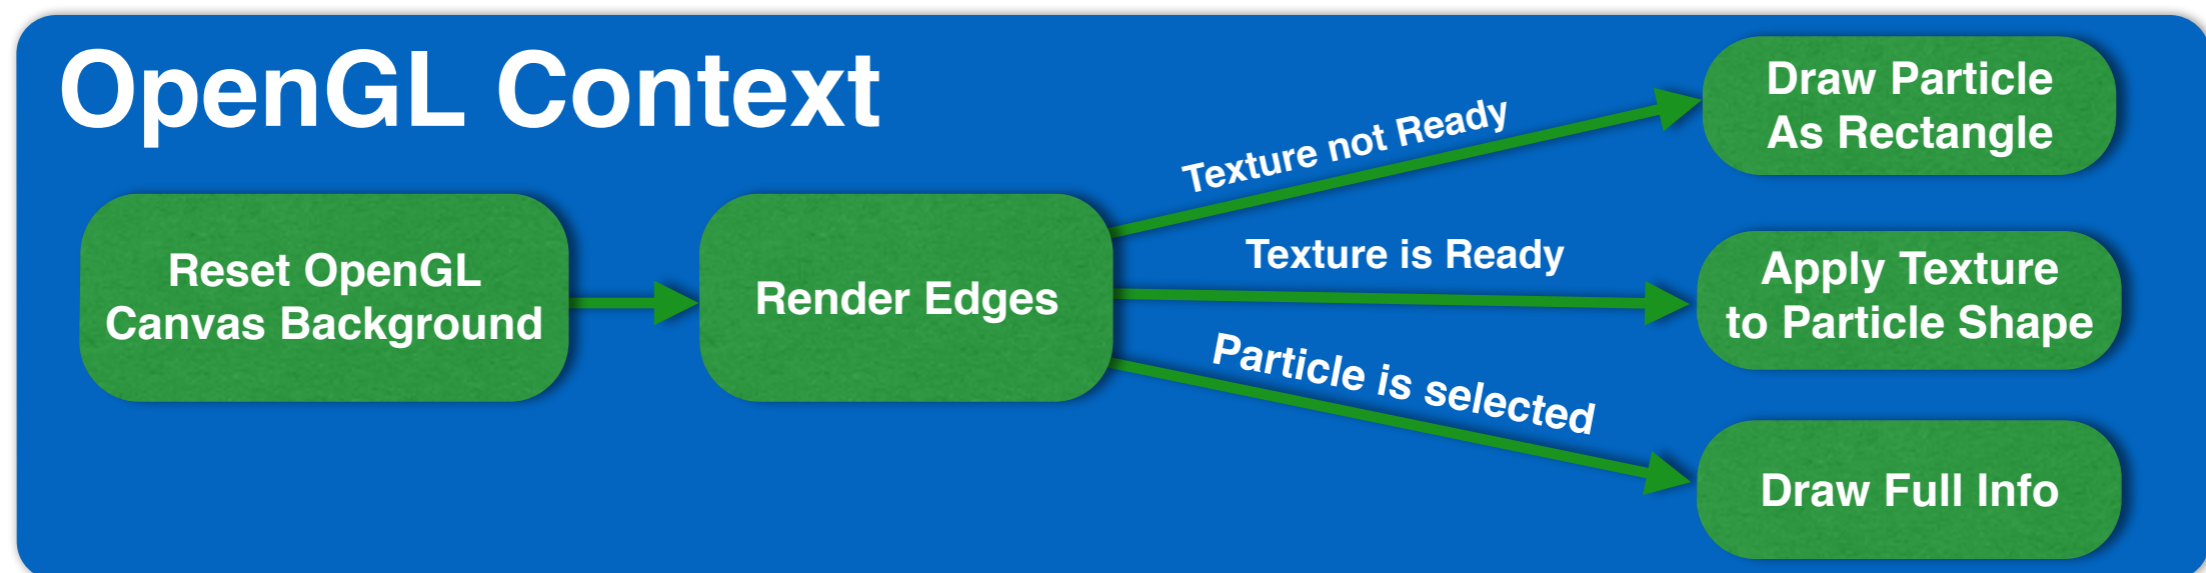 OpenGL Context
Reset OpenGL
Canvas Background
Render Edges
Texture not Ready
Draw Particle
As Rectangle
Texture is Ready
Apply Texture
to Particle Shape
Particle is selected
Draw Full Info